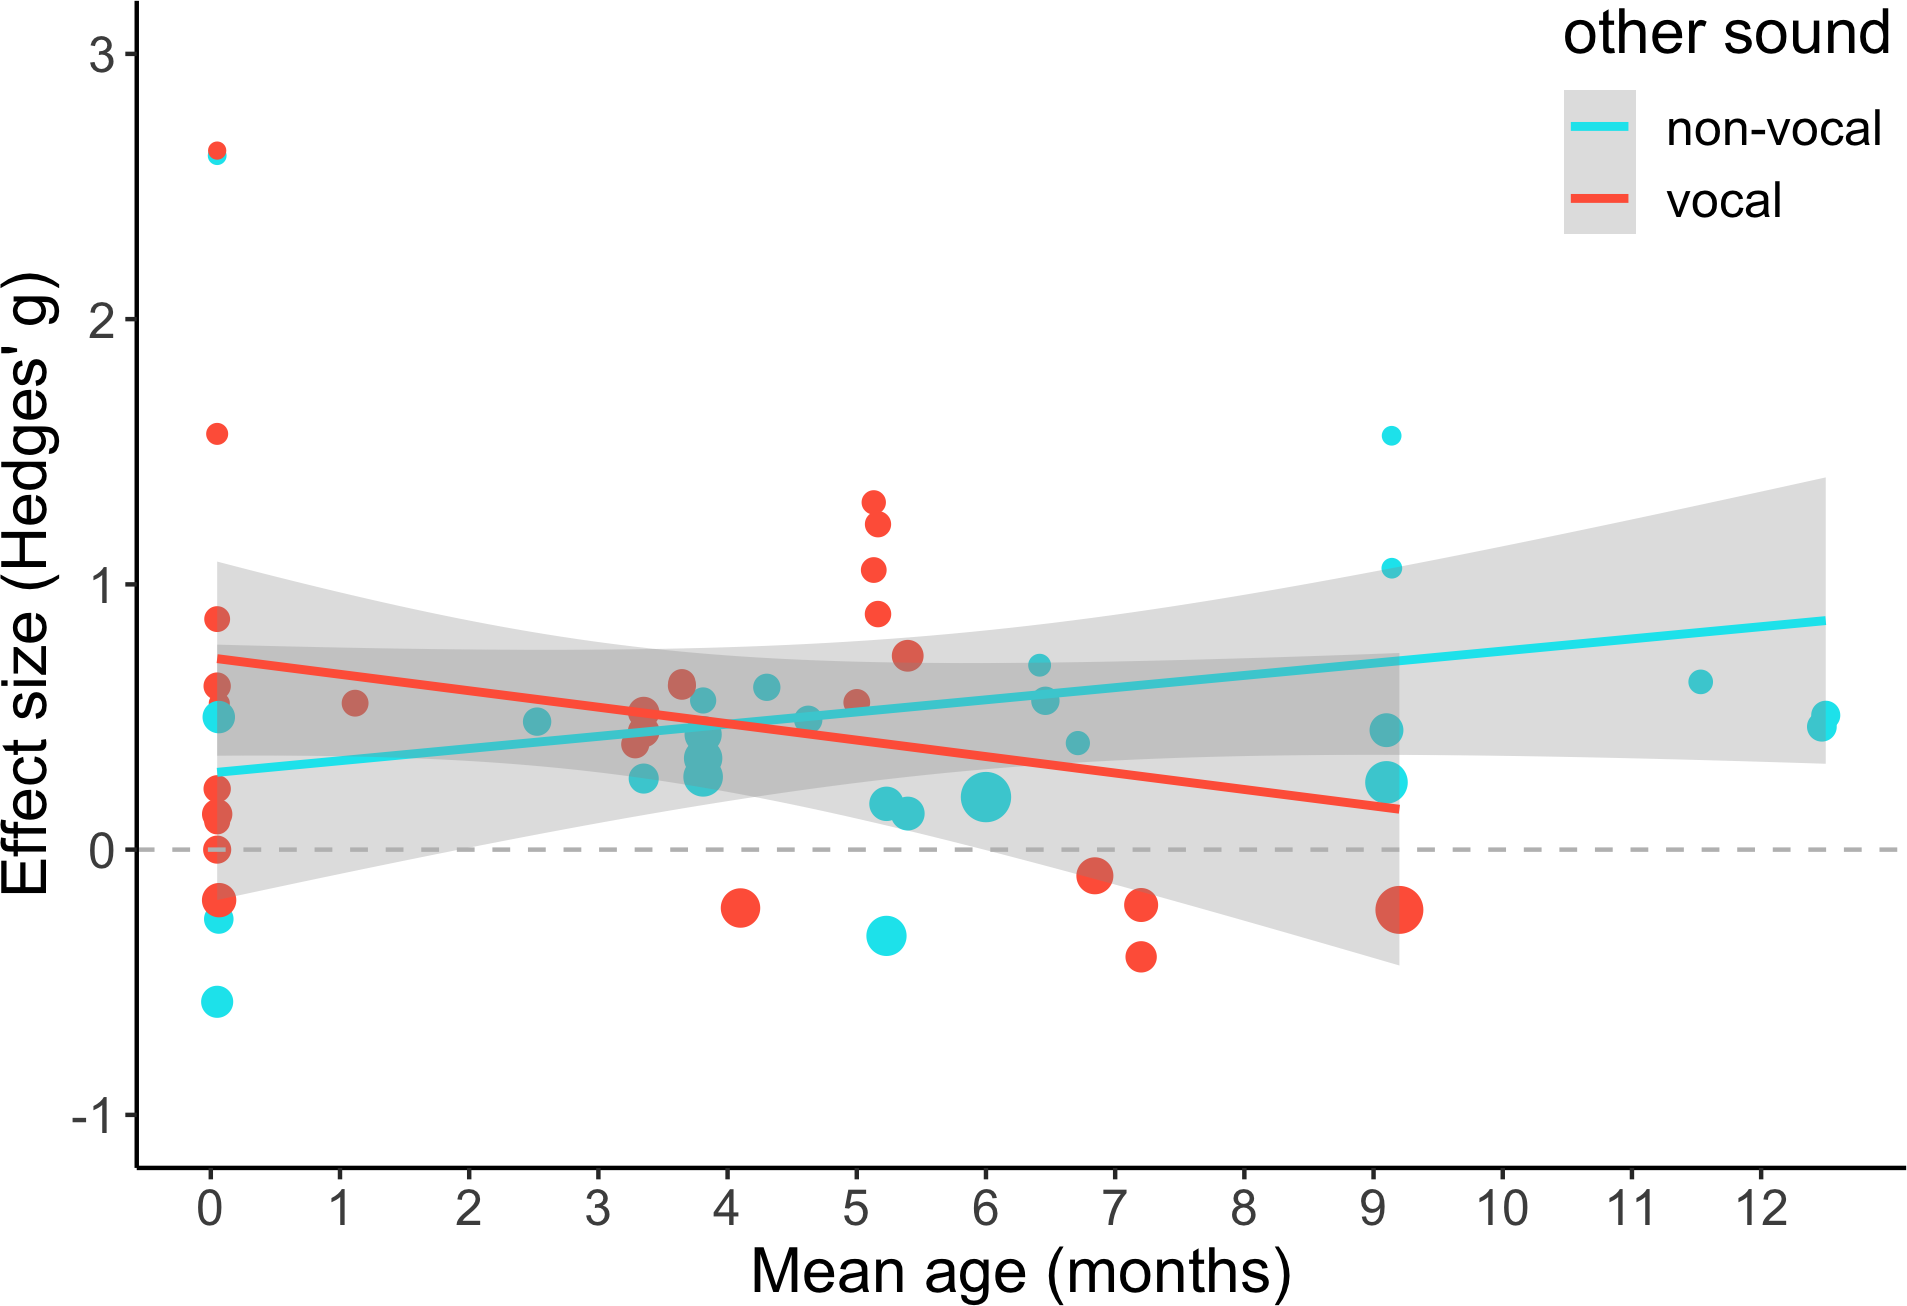 other sound
non-vocal
vocal
Effect size (Hedges' g)
3
2
1
0
-1
0 1 2 3 4 5 6 7 8 9 10 11 12
Mean age (months)